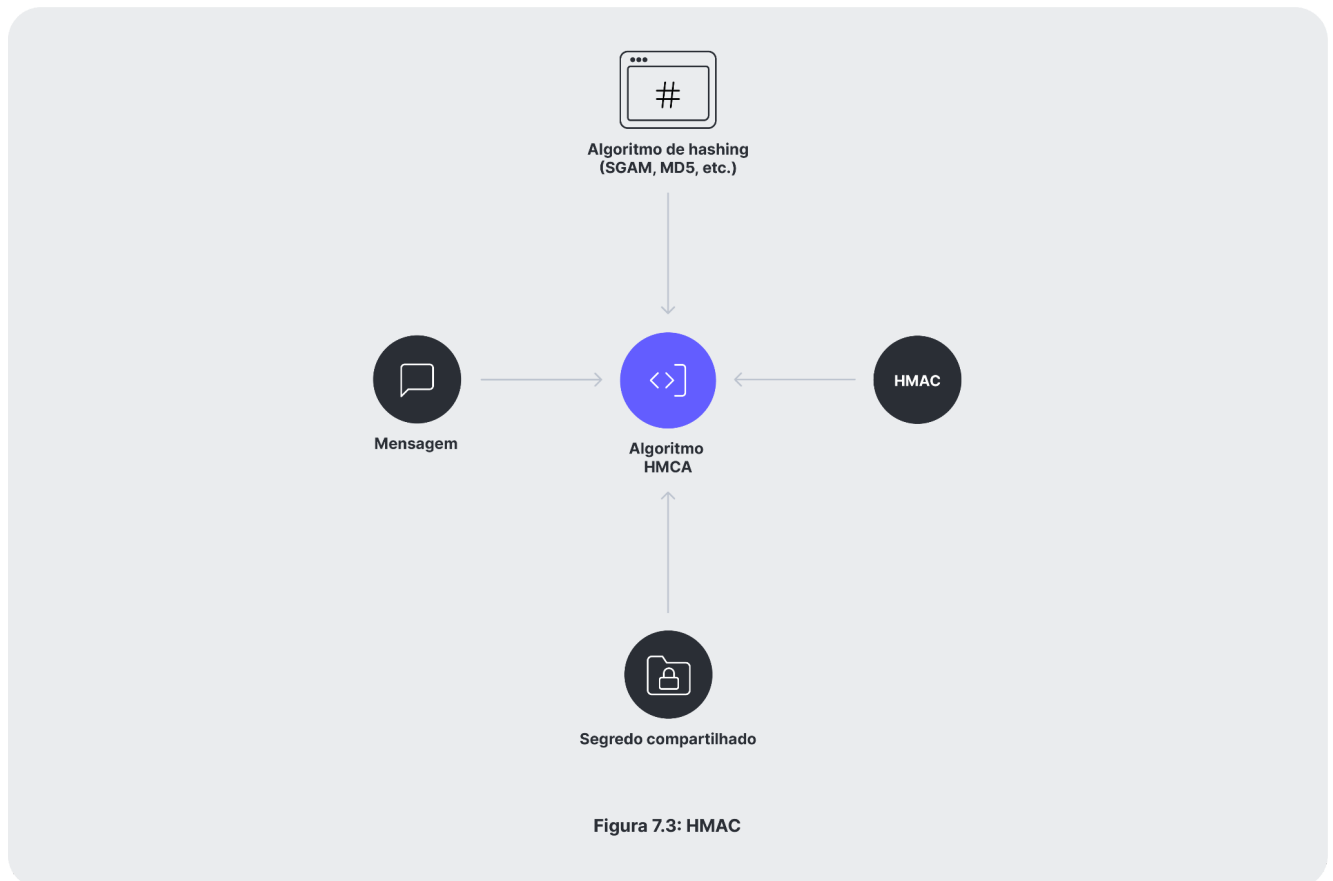 #
Algoritmo de hashing
(SGAM, MD5, etc.)
HMAC
Mensagem
Algoritmo
HMCA
Segredo compartilhado
Figura 7.3: HMAC